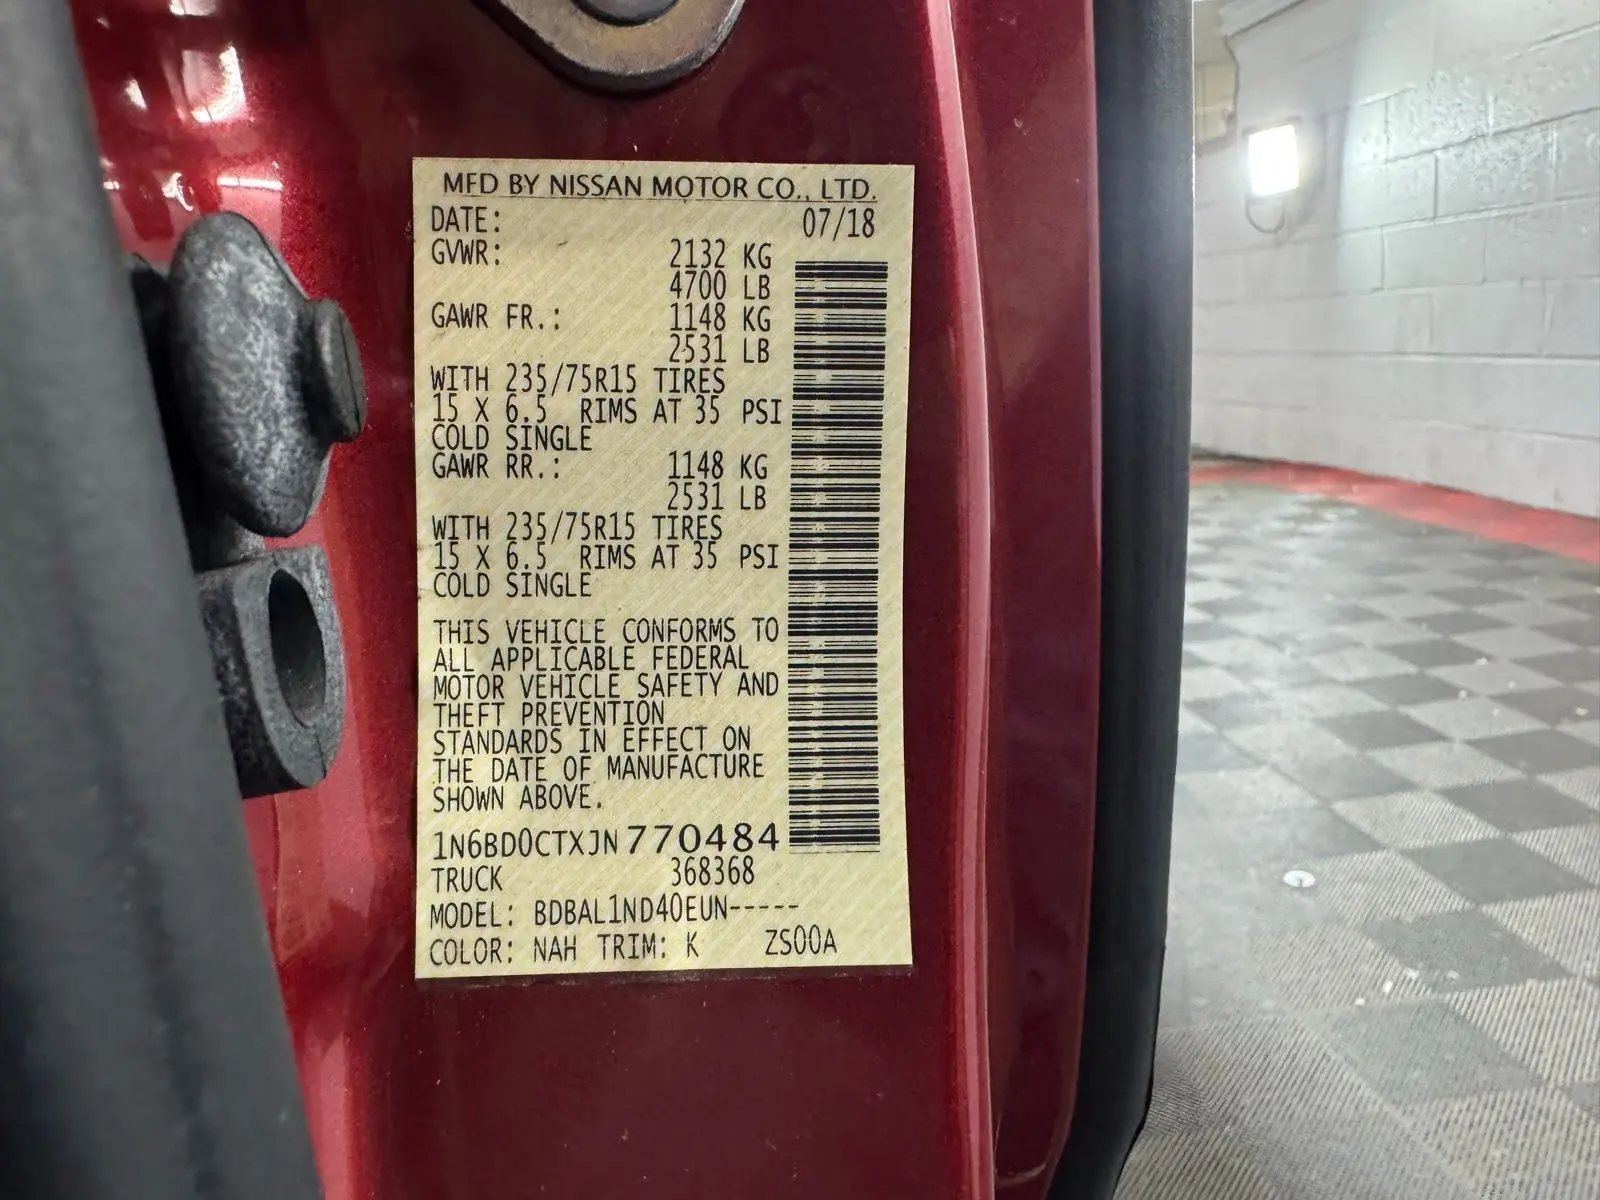 MFD BY NISSAN MOTOR CO., LTD.
DATE: 07/18
GVWR: 2132 KG
4700 LB
GAWR FR.: 1148 KG
2531 LB
WITH 235/75R15 TIRES
15 X 6.5 RIMS AT 35 PSI
COLD SINGLE
GAWR RR.: 1148 KG
2531 LB
WITH 235/75R15 TIRES
15 X 6.5 RIMS AT 35 PSI
COLD SINGLE
THIS VEHICLE CONFORMS TO
ALL APPLICABLE FEDERAL
MOTOR VEHICLE SAFETY AND
THEFT PREVENTION
STANDARDS IN EFFECT ON
THE DATE OF MANUFACTURE
SHOWN ABOVE.
1N6BD0CTXJN770484
TRUCK 368368
MODEL: BDBAL1ND40EUN-----
COLOR: NAH TRIM: K ZS00A